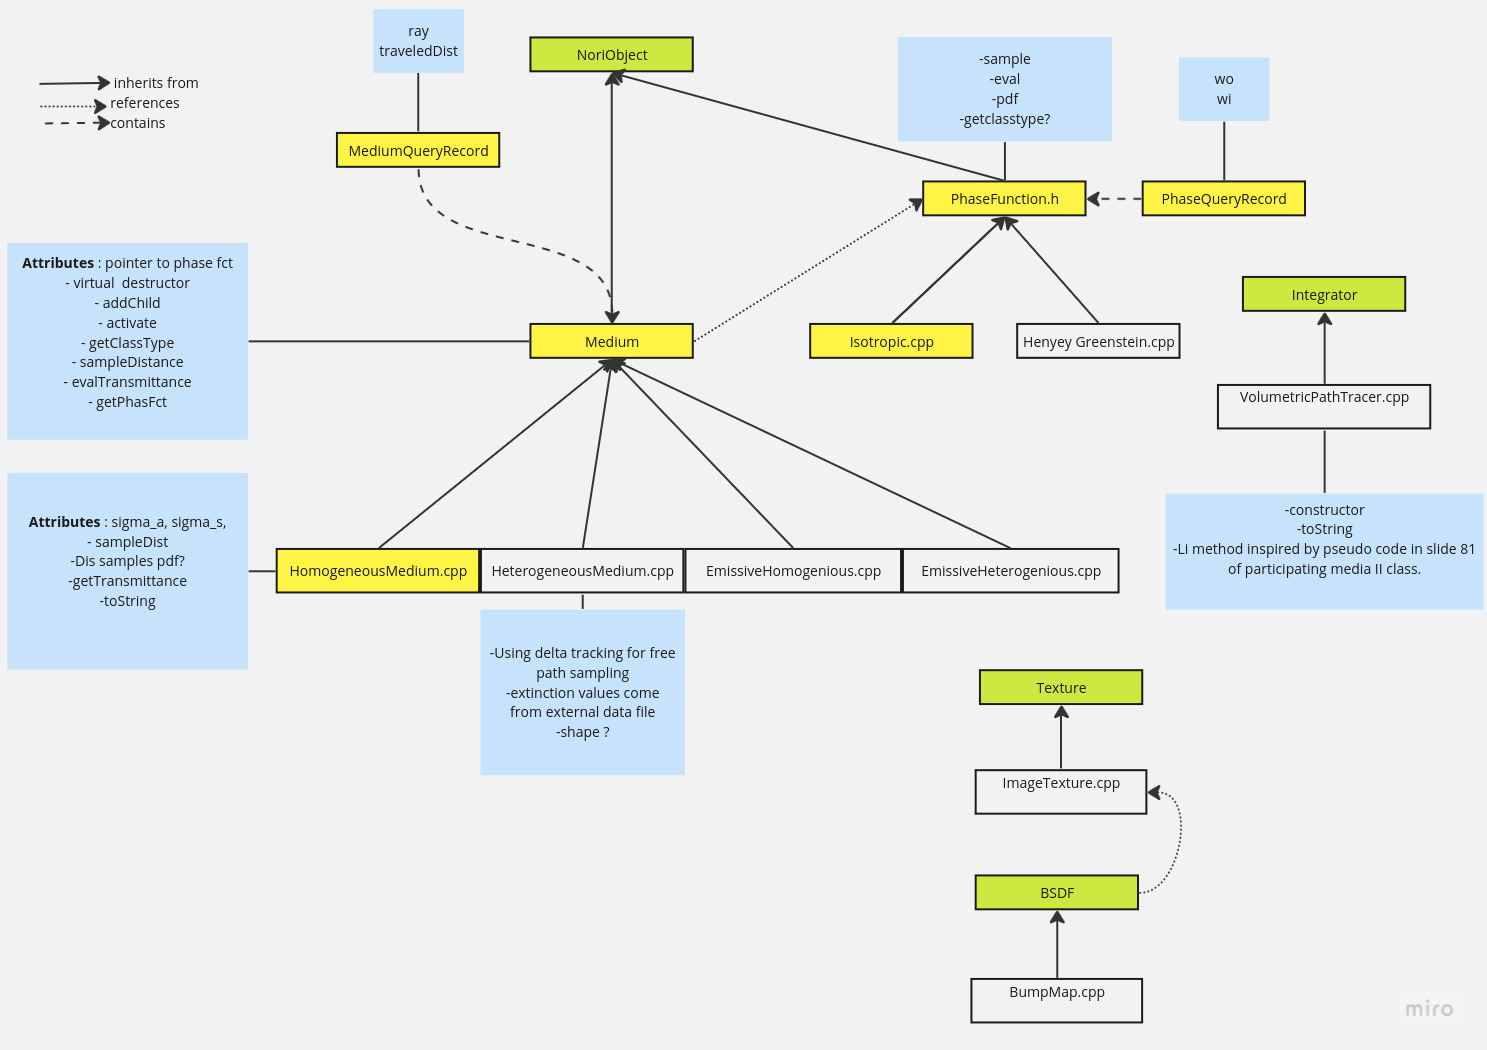 ray
traveledDist
NoriObject
-sample
-eval
-pdf
-getclasstype?
wo
wi
inherits from
references
contains
MediumQueryRecord
PhaseFunction.h
PhaseQueryRecord
Attributes : pointer to phase fct
- virtual  destructor
- addChild
- activate
- getClassType
- sampleDistance
- evalTransmittance
- getPhasFct
Medium
Isotropic.cpp
Henyey Greenstein.cpp
Integrator
VolumetricPathTracer.cpp
Attributes : sigma_a, sigma_s,
- sampleDist
-Dis samples pdf?
-getTransmittance
-toString
HomogeneousMedium.cpp
HeterogeneousMedium.cpp
EmissiveHomogenious.cpp
EmissiveHeterogenious.cpp
-constructor
-toString
-Li method inspired by pseudo code in slide 81
of participating media II class.
-Using delta tracking for free
path sampling
-extinction values come
from external data file
-shape ?
Texture
ImageTexture.cpp
BSDF
BumpMap.cpp
miro